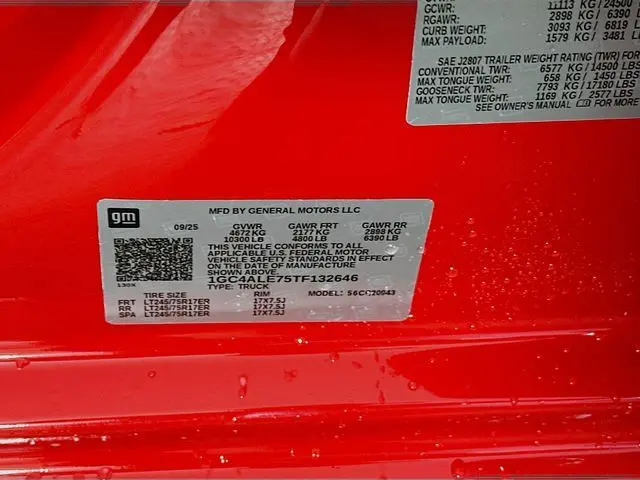 GCWR: 11113 KG / 24500 L
RGAWR: 2898 KG / 6390 L
CURB WEIGHT: 3093 KG / 6819 L
MAX PAYLOAD: 1579 KG / 3481 L
SAE J2807 TRAILER WEIGHT RATING (TWR) FOR
CONVENTIONAL TWR: 6577 KG / 14500 LBS
MAX TONGUE WEIGHT: 658 KG / 1450 LBS
GOOSENECK TWR: 7793 KG / 17180 LBS
MAX TONGUE WEIGHT: 1169 KG / 2577 LBS
SEE OWNER'S MANUAL FOR MORE
gm
MFD BY GENERAL MOTORS LLC
09/25 GVWR GAWR FRT GAWR RR
4672 KG 2177 KG 2898 KG
10300 LB 4800 LB 6390 LB
THIS VEHICLE CONFORMS TO ALL
APPLICABLE U.S. FEDERAL MOTOR
VEHICLE SAFETY STANDARDS IN EFFECT
ON THE DATE OF MANUFACTURE
SHOWN ABOVE.
1GC4ALE75TF132646
TYPE: TRUCK
TIRE SIZE RIM MODEL:
FRT LT245/75R17ER 17X7.5J
RR LT245/75R17ER 17X7.5J
SPA LT245/75R17ER 17X7.5J